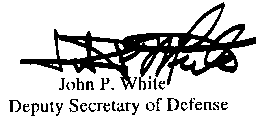 John P. White
Deputy Secretary of Defense